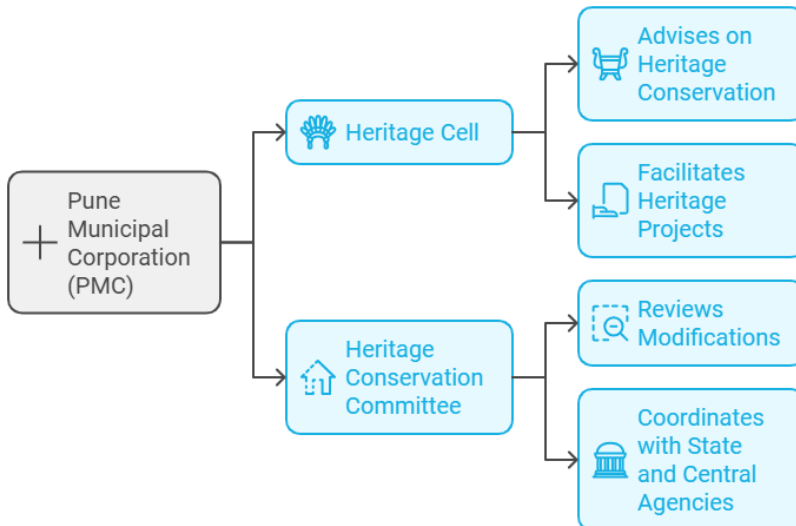 Pune
Municipal
Corporation
(PMC)
Heritage Cell
Advises on
Heritage
Conservation
Facilitates
Heritage
Projects
Heritage
Conservation
Committee
Reviews
Modifications
Coordinates
with State
and Central
Agencies